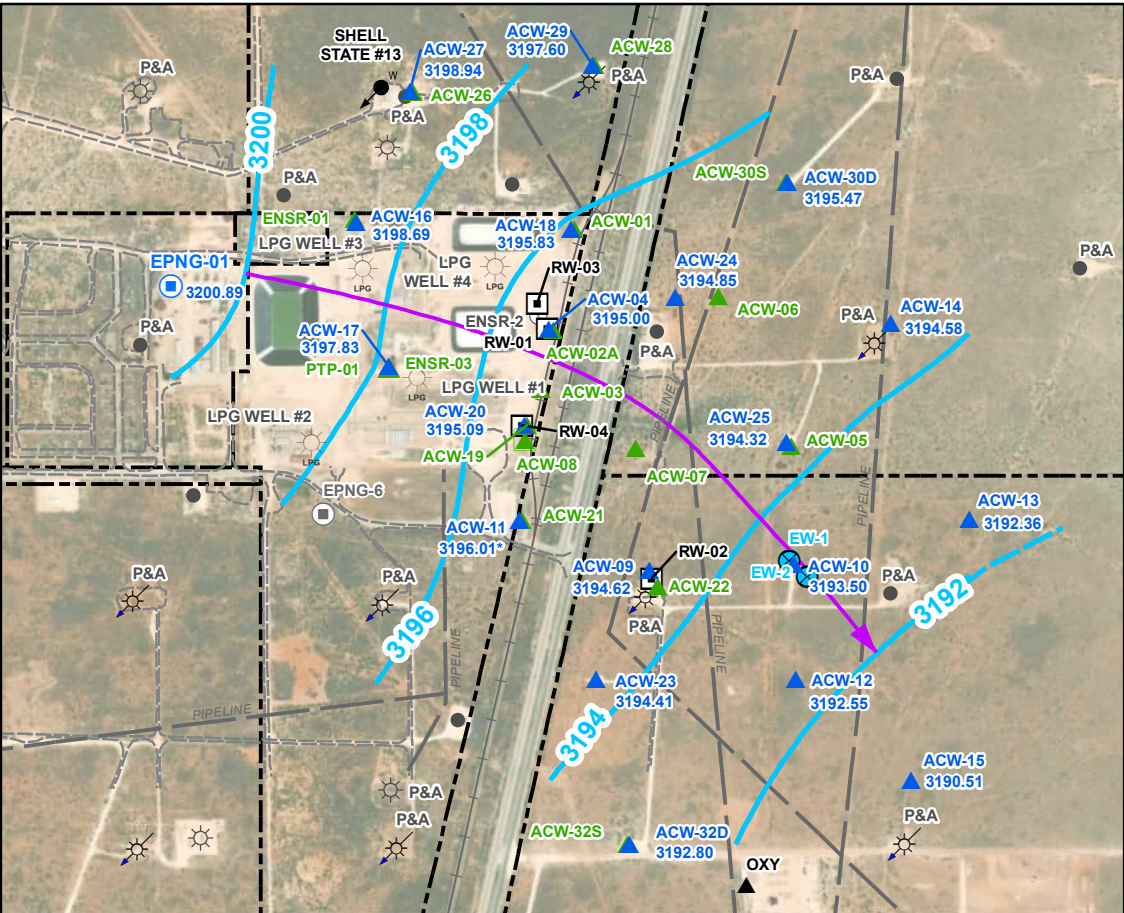 SHELL
STATE #13
W
ACW-27
3198.94
ACW-29
3197.60
ACW-28
P&A
P&A
P&A
ACW-26
P&A
3200
3198
ACW-30S
ACW-30D
3195.47
P&A
ENSR-01
ACW-16
3198.69
ACW-18
3195.83
ACW-01
LPG WELL #3
P&A
EPNG-01
3200.89
LPG
WELL #4
LPG
LPG
RW-03
ACW-24
3194.85
ACW-06
ACW-04
3195.00
ENSR-2
RW-01
ACW-02A
P&A
ACW-14
3194.58
P&A
P&A
ACW-17
3197.83
PTP-01
ENSR-03
LPG
LPG WELL #1
ACW-03
PIPELINE
LPG WELL #2
LPG
ACW-20
3195.09
RW-04
ACW-19
ACW-08
ACW-25
3194.32
ACW-05
ACW-07
EPNG-6
ACW-11
3196.01*
ACW-21
PIPELINE
ACW-13
3192.36
EW-1
EW-2
ACW-10
3193.50
RW-02
ACW-09
3194.62
ACW-22
P&A
P&A
P&A
P&A
3192
3196
PIPELINE
PIPELINE
ACW-23
3194.41
ACW-12
3192.55
PIPELINE
3194
ACW-15
3190.51
P&A
P&A
P&A
ACW-32S
ACW-32D
3192.80
OXY